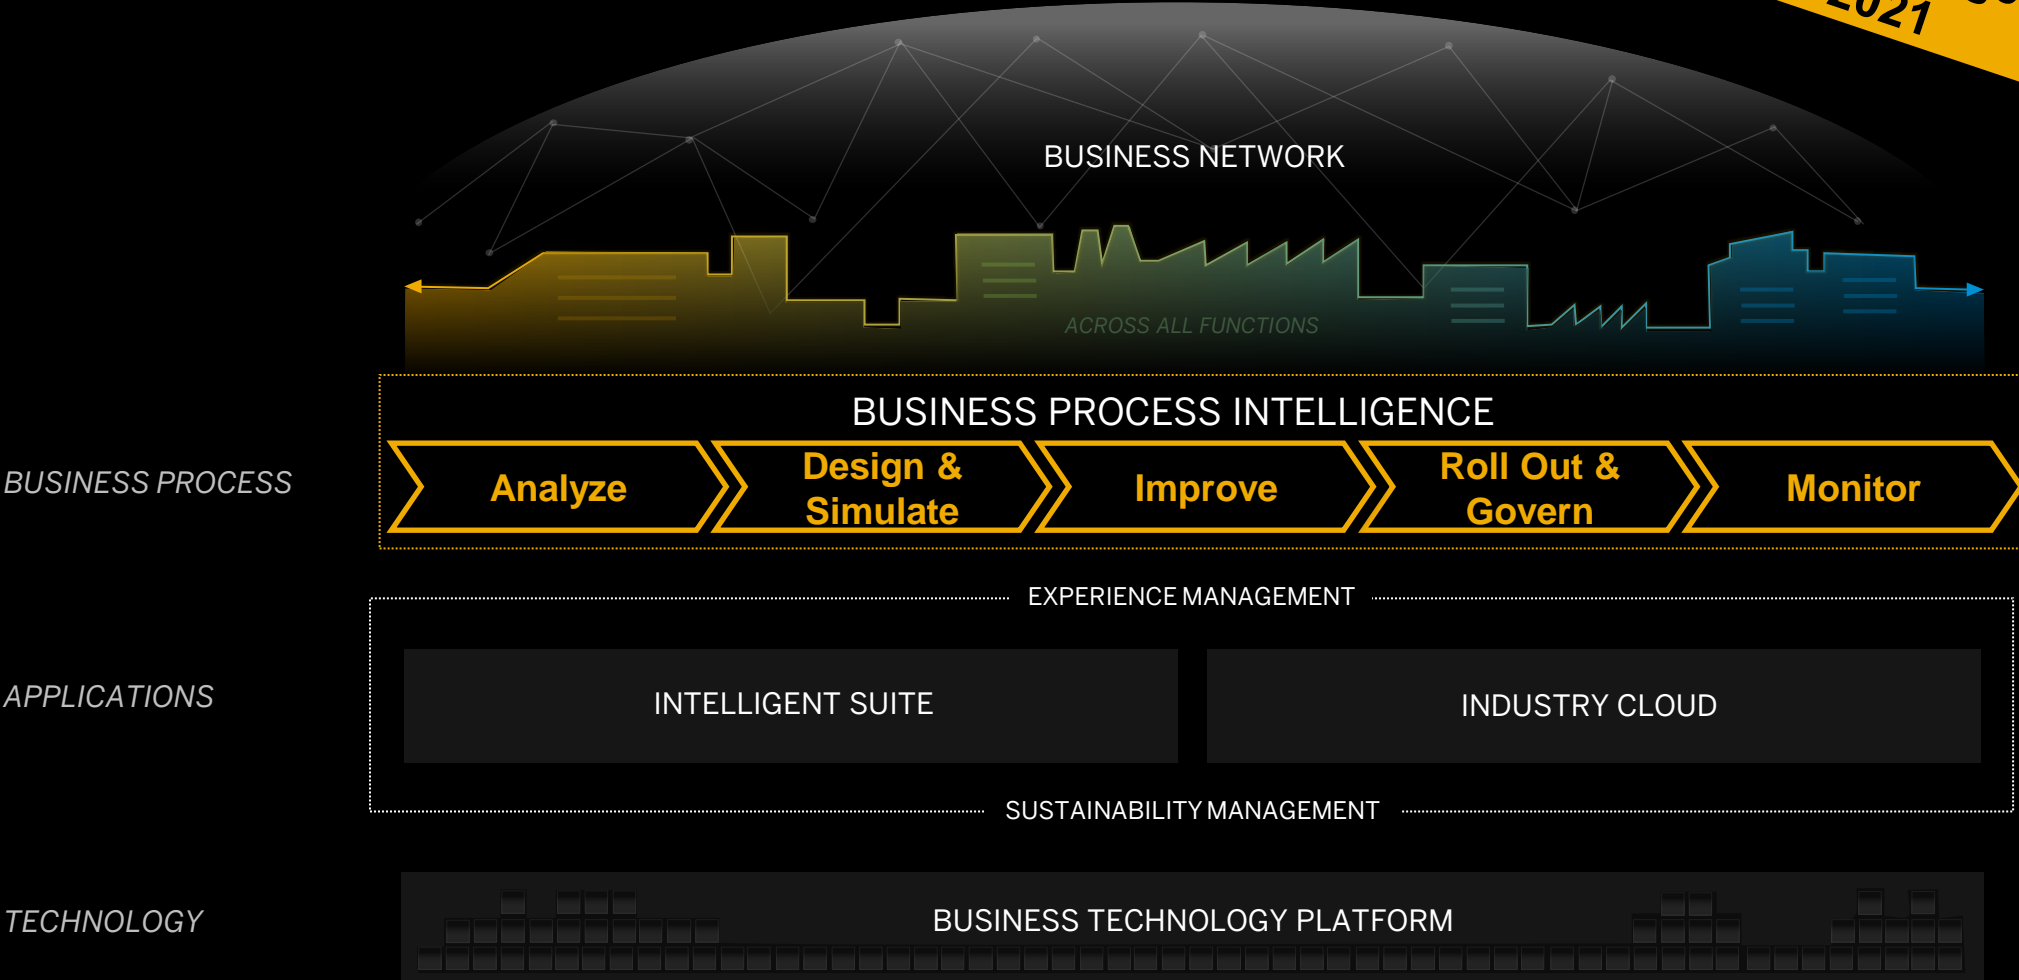 2021
BUSINESS NETWORK
ACROSS ALL FUNCTIONS
BUSINESS PROCESS INTELLIGENCE
BUSINESS PROCESS
Analyze
Design &
Simulate
Improve
Roll Out &
Govern
Monitor
EXPERIENCE MANAGEMENT
APPLICATIONS
INTELLIGENT SUITE
INDUSTRY CLOUD
SUSTAINABILITY MANAGEMENT
TECHNOLOGY
BUSINESS TECHNOLOGY PLATFORM